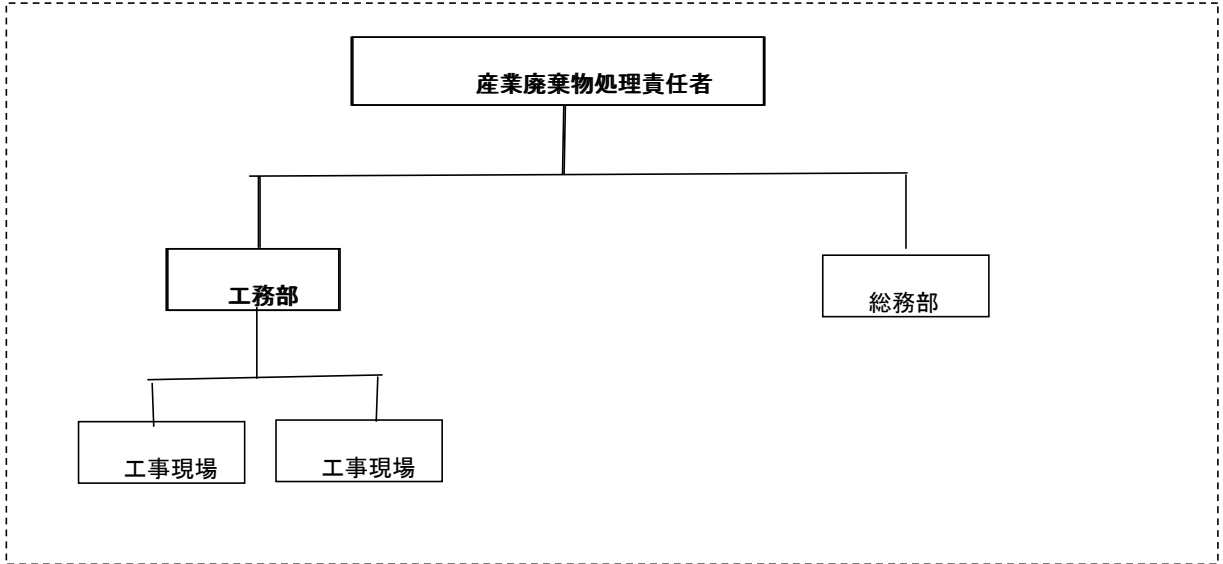 産業廃棄物処理責任者
工務部
総務部
工事現場
工事現場